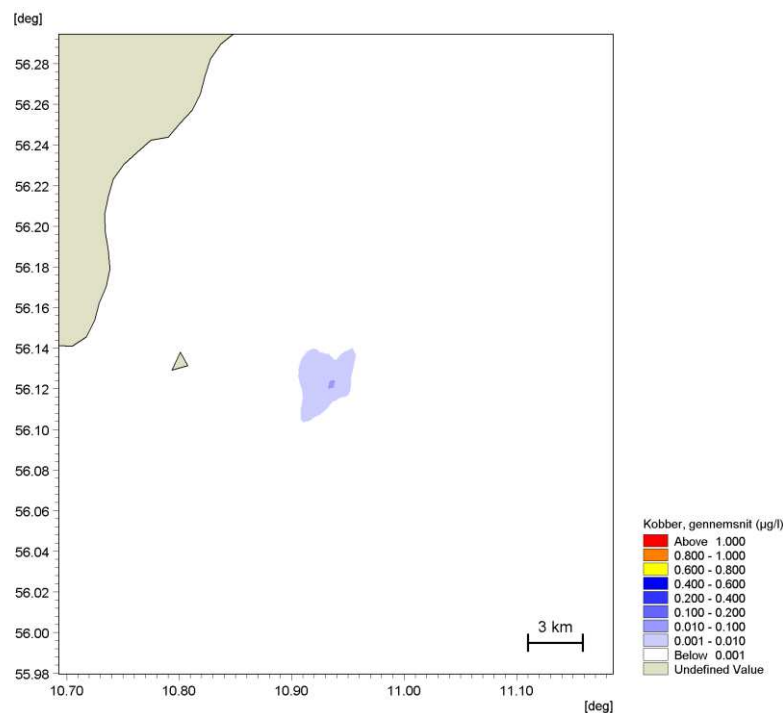 [deg]
56.28
56.26
56.24
56.22
56.20
56.18
56.16
56.14
56.12
56.10
56.08
56.06
56.04
56.02
56.00
55.98
3 km
10.70 10.80 10.90 11.00 11.10
[deg]
Kobber, gennemsnit (µg/l)
Above 1.000
0.800 - 1.000
0.600 - 0.800
0.400 - 0.600
0.200 - 0.400
0.100 - 0.200
0.010 - 0.100
0.001 - 0.010
Below 0.001
Undefined Value